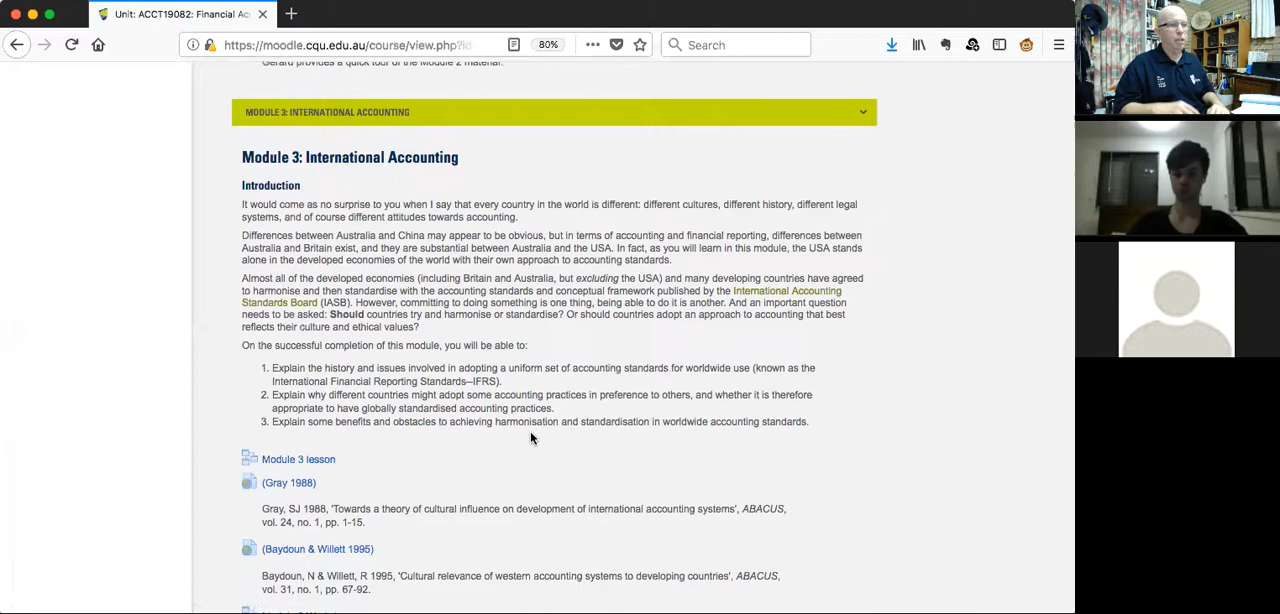 Unit: ACCT19082: Financial Ac
https://moodle.cqu.edu.au/course/view.php?id
80%
Search
Gerard provides a quick tour of the Module 2 material.
MODULE 3: INTERNATIONAL ACCOUNTING
Module 3: International Accounting
Introduction
It would come as no surprise to you when I say that every country in the world is different: different cultures, different history, different legal
systems, and of course different attitudes towards accounting.
Differences between Australia and China may appear to be obvious, but in terms of accounting and financial reporting, differences between
Australia and Britain exist, and they are substantial between Australia and the USA. In fact, as you will learn in this module, the USA stands
alone in the developed economies of the world with their own approach to accounting standards.
Almost all of the developed economies (including Britain and Australia, but excluding the USA) and many developing countries have agreed
to harmonise and then standardise with the accounting standards and conceptual framework published by the International Accounting
Standards Board (IASB). However, committing to doing something is one thing, being able to do it is another. And an important question
needs to be asked: Should countries try and harmonise or standardise? Or should countries adopt an approach to accounting that best
reflects their culture and ethical values?
On the successful completion of this module, you will be able to:
1. Explain the history and issues involved in adopting a uniform set of accounting standards for worldwide use (known as the
International Financial Reporting Standards--IFRS).
2. Explain why different countries might adopt some accounting practices in preference to others, and whether it is therefore
appropriate to have globally standardised accounting practices.
3. Explain some benefits and obstacles to achieving harmonisation and standardisation in worldwide accounting standards.
Module 3 lesson
(Gray 1988)
Gray, SJ 1988, 'Towards a theory of cultural influence on development of international accounting systems', ABACUS,
vol. 24, no. 1, pp. 1-15.
(Baydoun & Willett 1995)
Baydoun, N & Willett, R 1995, 'Cultural relevance of western accounting systems to developing countries', ABACUS,
vol. 31, no. 1, pp. 67-92.